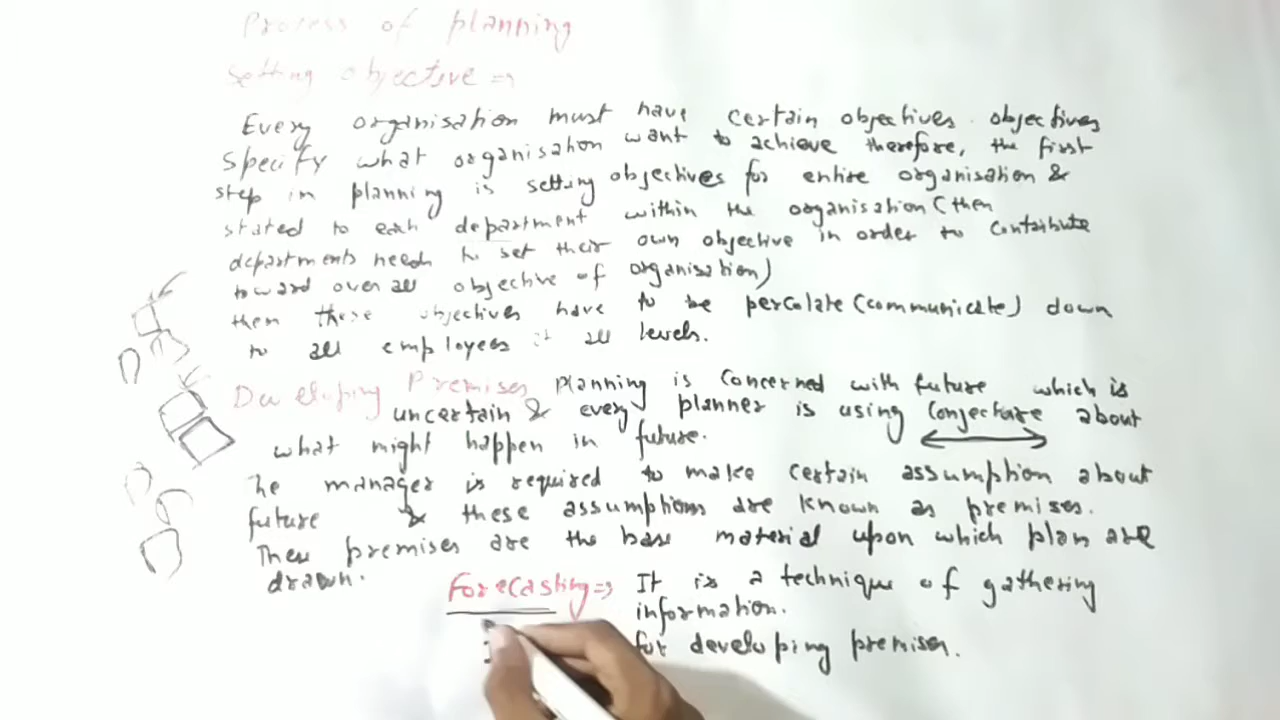 Process of planning
Setting objective =>
Every organisation must have certain objectives. objectives
specify what organisation want to achieve therefore, the first
step in planning is setting objectives for entire organisation &
stated to each department within the organisation (then
departments need to set their own objective in order to contribute
toward over all objective of organisation)
then these objectives have to be percolate (communicate) down
to all employees at all levels.
Developing Premises planning is concerned with future which is
uncertain & every planner is using conjecture about
what might happen in future.
The manager is required to make certain assumption about
future & these assumptions are known as premises.
These premises are the base material upon which plan are
drawn.
Forecasting => It is a technique of gathering
information.
for developing premises.